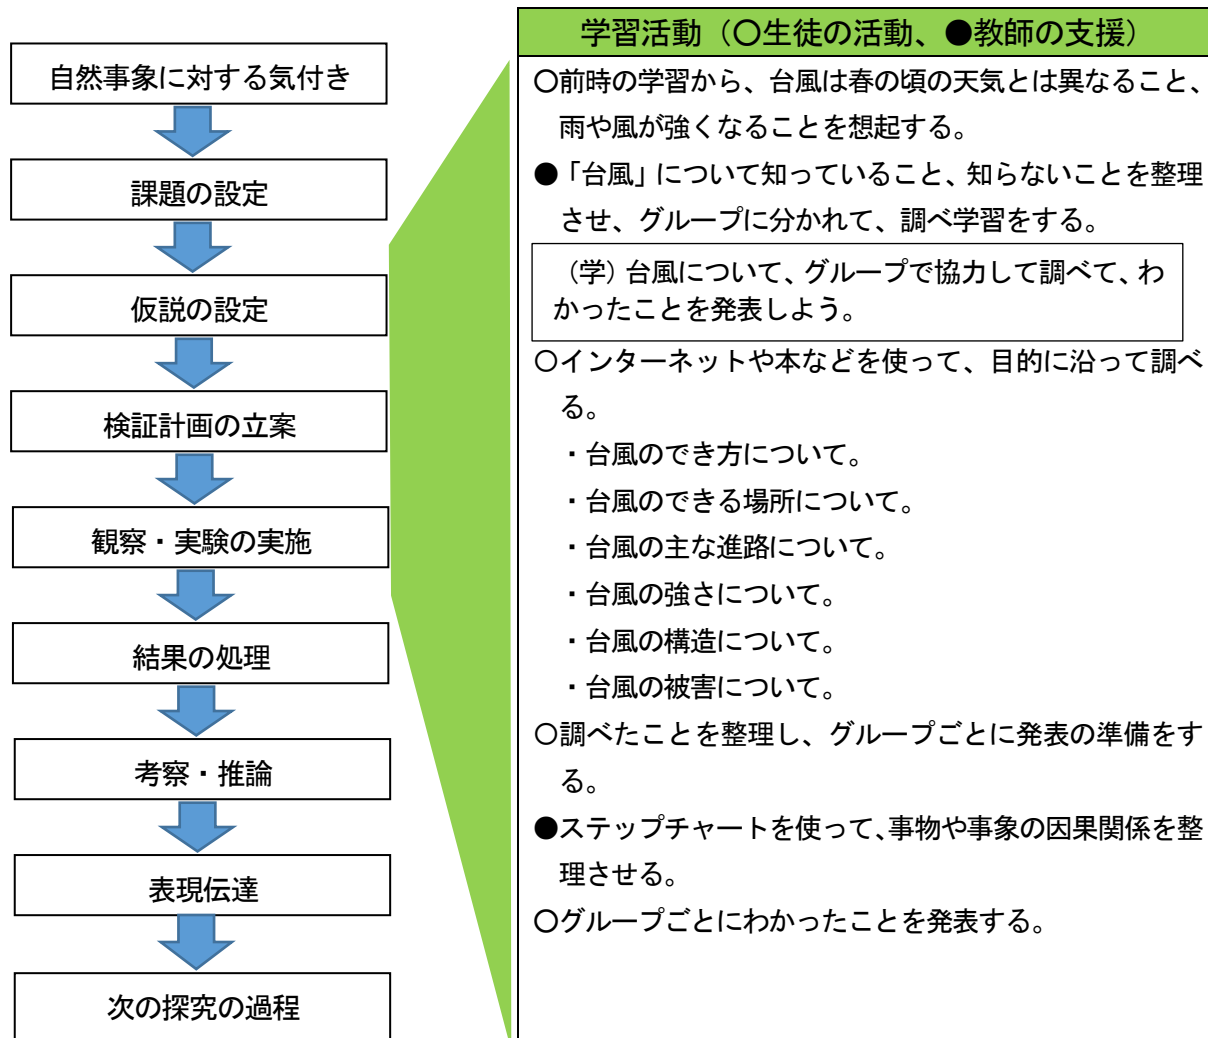 自然事象に対する気付き
課題の設定
仮説の設定
検証計画の立案
観察・実験の実施
結果の処理
考察・推論
表現伝達
次の探究の過程
学習活動（○生徒の活動、●教師の支援）
○前時の学習から、台風は春の頃の天気とは異なること、
雨や風が強くなることを想起する。
●「台風」について知っていること、知らないことを整理
させ、グループに分かれて、調べ学習をする。
（学）台風について、グループで協力して調べて、わ
かったことを発表しよう。
○インターネットや本などを使って、目的に沿って調べ
る。
・台風のでき方について。
・台風のできる場所について。
・台風の主な進路について。
・台風の強さについて。
・台風の構造について。
・台風の被害について。
○調べたことを整理し、グループごとに発表の準備をす
る。
●ステップチャートを使って、事物や事象の因果関係を整
理させる。
○グループごとにわかったことを発表する。